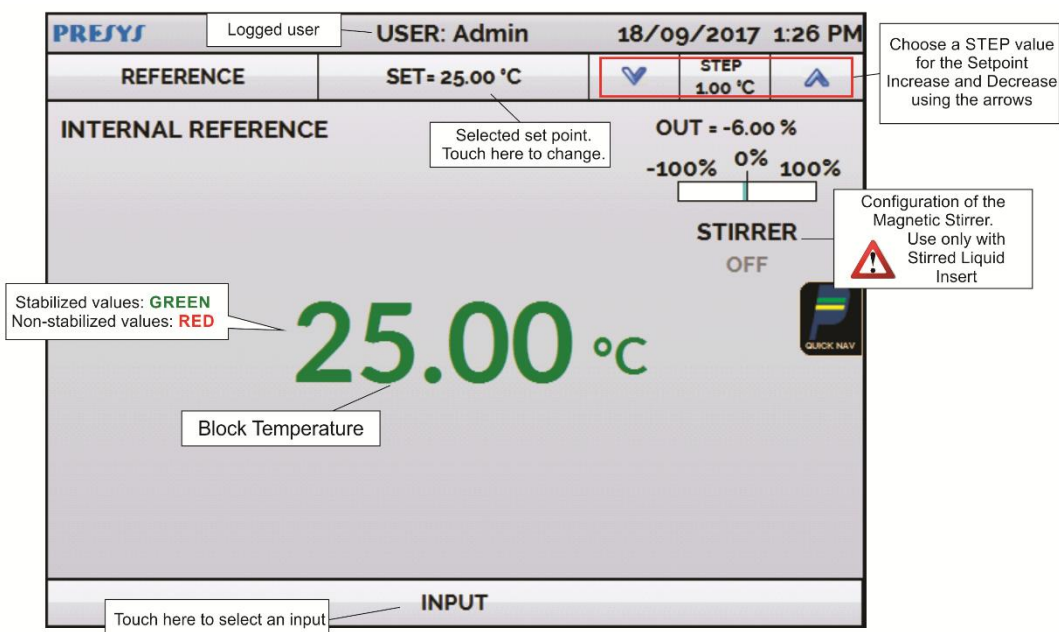 PRESYS
Logged user
USER: Admin
18/09/2017 1:26 PM
Choose a STEP value
for the Setpoint
Increase and Decrease
using the arrows
REFERENCE
SET= 25.00 °C
STEP
1.00 °C
INTERNAL REFERENCE
Selected set point.
Touch here to change.
OUT = -6.00 %
-100% 0% 100%
Configuration of the
Magnetic Stirrer.
Use only with
Stirred Liquid
Insert
STIRRER
OFF
Stabilized values: GREEN
Non-stabilized values: RED
25.00 °C
QUICK NAV
Block Temperature
INPUT
Touch here to select an input